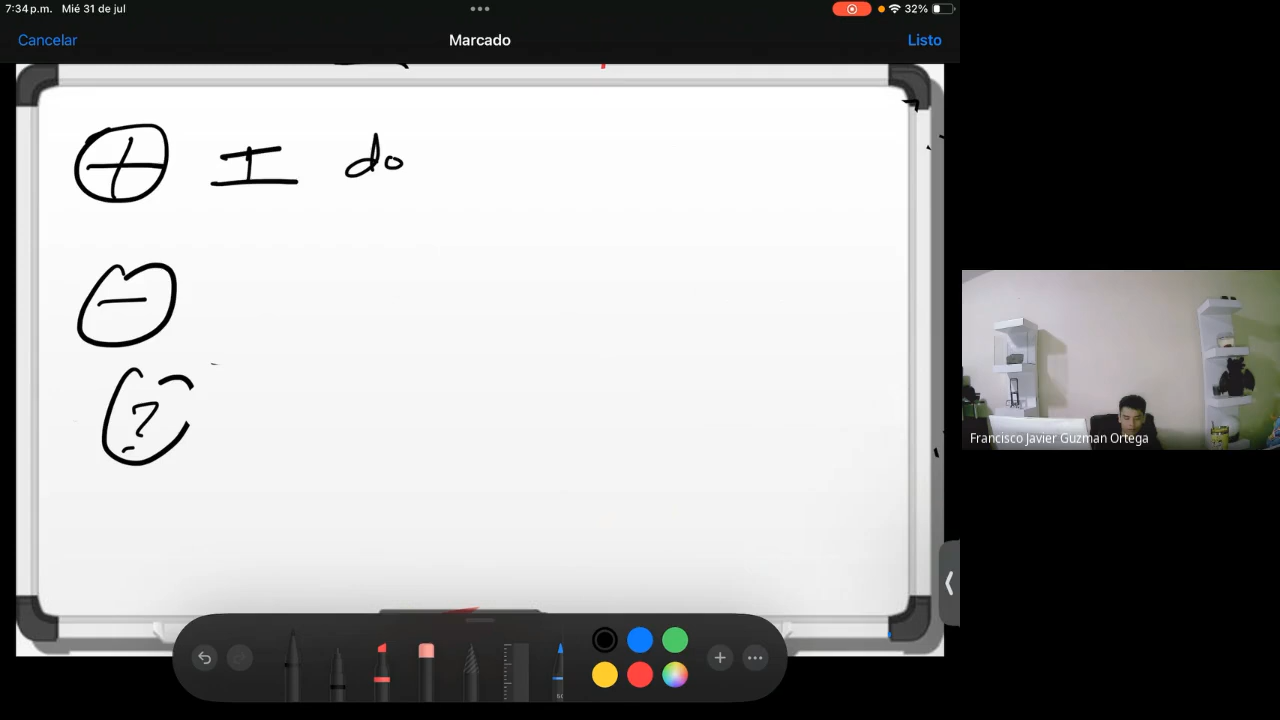 7:34 p.m. Mié 31 de jul
32%
Cancelar
Marcado
Listo
+ I do
−
?
Francisco Javier Guzman Ortega